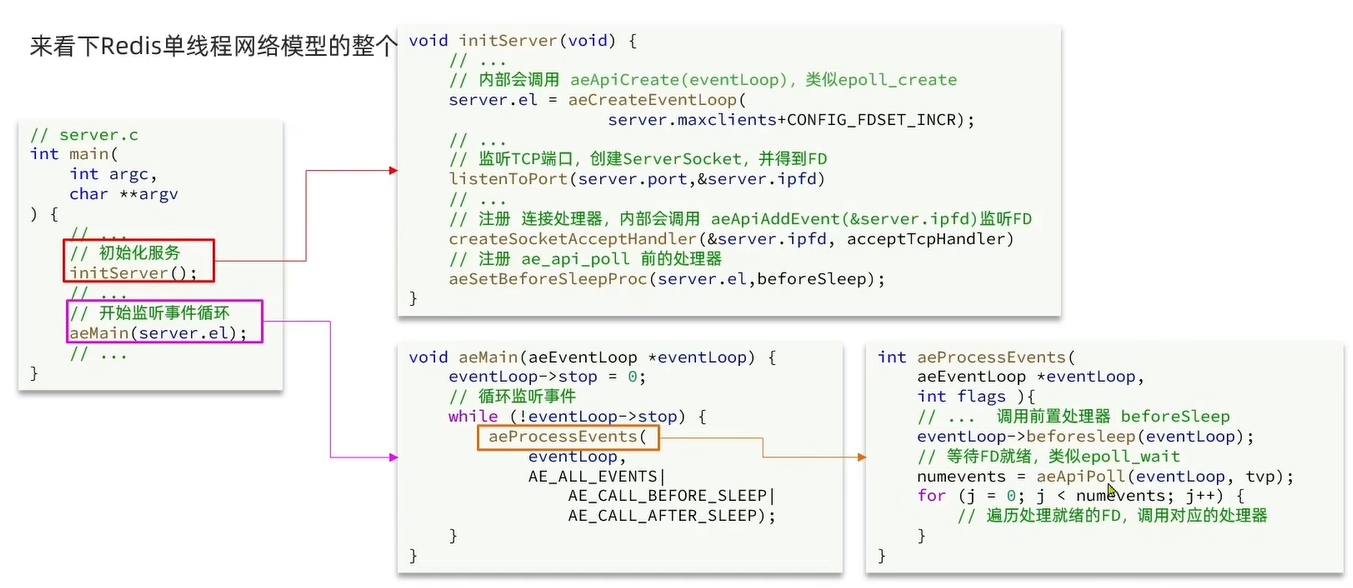 来看下Redis单线程网络模型的整个
// server.c
int main(
int argc,
char **argv
) {
// ...
// 初始化服务
initServer();
// ...
// 开始监听事件循环
aeMain(server.el);
// ...
}
void initServer(void) {
// ...
// 内部会调用 aeApiCreate(eventLoop)，类似epoll_create
server.el = aeCreateEventLoop(
server.maxclients+CONFIG_FDSET_INCR);
// ...
// 监听TCP端口，创建ServerSocket，并得到FD
listenToPort(server.port,&server.ipfd)
// ...
// 注册 连接处理器，内部会调用 aeApiAddEvent(&server.ipfd)监听FD
createSocketAcceptHandler(&server.ipfd, acceptTcpHandler)
// 注册 ae_api_poll 前的处理器
aeSetBeforeSleepProc(server.el,beforeSleep);
}
void aeMain(aeEventLoop *eventLoop) {
eventLoop->stop = 0;
// 循环监听事件
while (!eventLoop->stop) {
aeProcessEvents(
eventLoop,
AE_ALL_EVENTS|
AE_CALL_BEFORE_SLEEP|
AE_CALL_AFTER_SLEEP);
}
}
int aeProcessEvents(
aeEventLoop *eventLoop,
int flags ){
// ... 调用前置处理器 beforeSleep
eventLoop->beforesleep(eventLoop);
// 等待FD就绪，类似epoll_wait
numevents = aeApiPoll(eventLoop, tvp);
for (j = 0; j < numevents; j++) {
// 遍历处理就绪的FD，调用对应的处理器
}
}